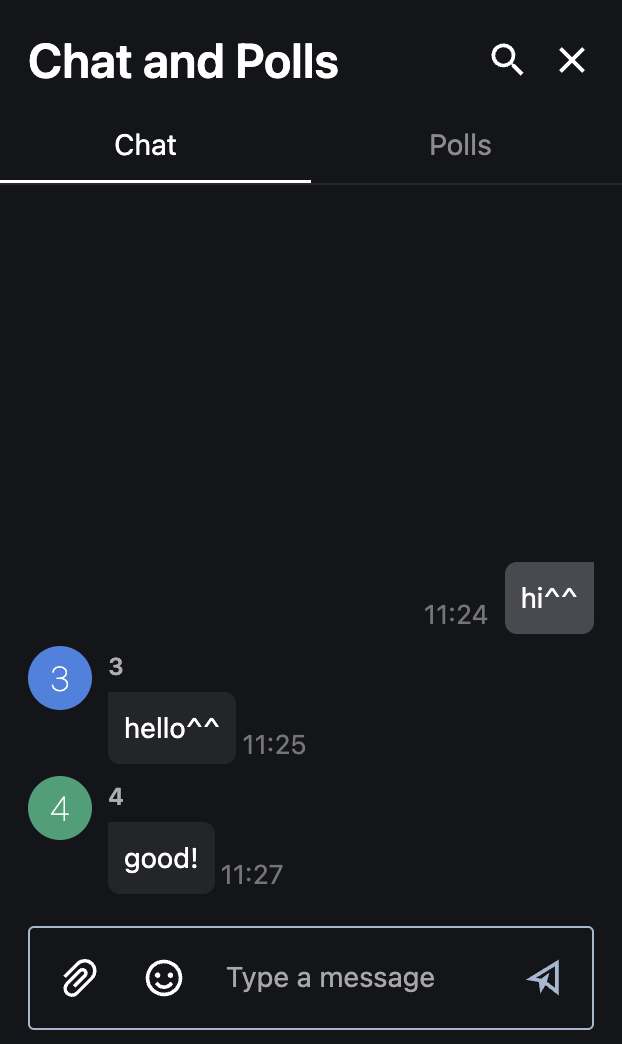 Chat and Polls
Chat Polls
11:24 hi^^
3
3
hello^^ 11:25
4
4
good! 11:27
Type a message